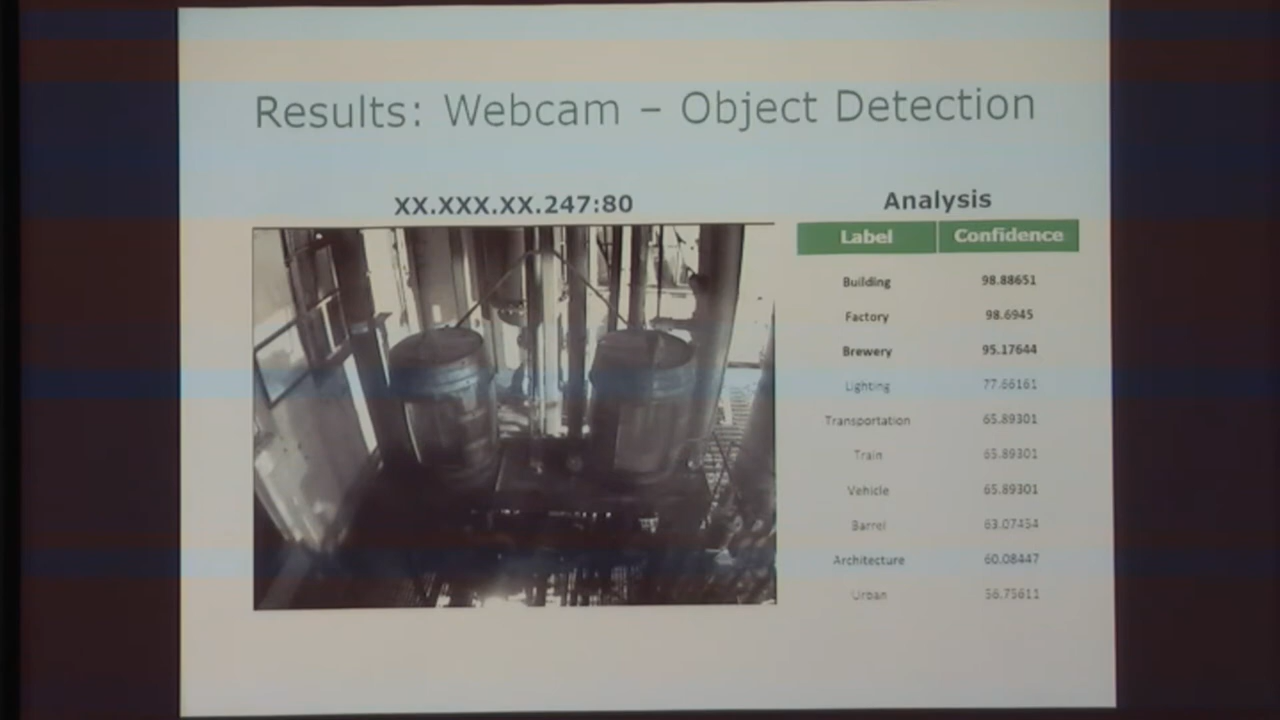 Results: Webcam – Object Detection
XX.XXX.XX.247:80
Analysis
Label Confidence
Building 98.88651
Factory 98.6945
Brewery 95.17644
Lighting 77.66161
Transportation 65.89301
Train 65.89301
Vehicle 65.89301
Barrel 63.07454
Architecture 60.08447
Urban 56.75611